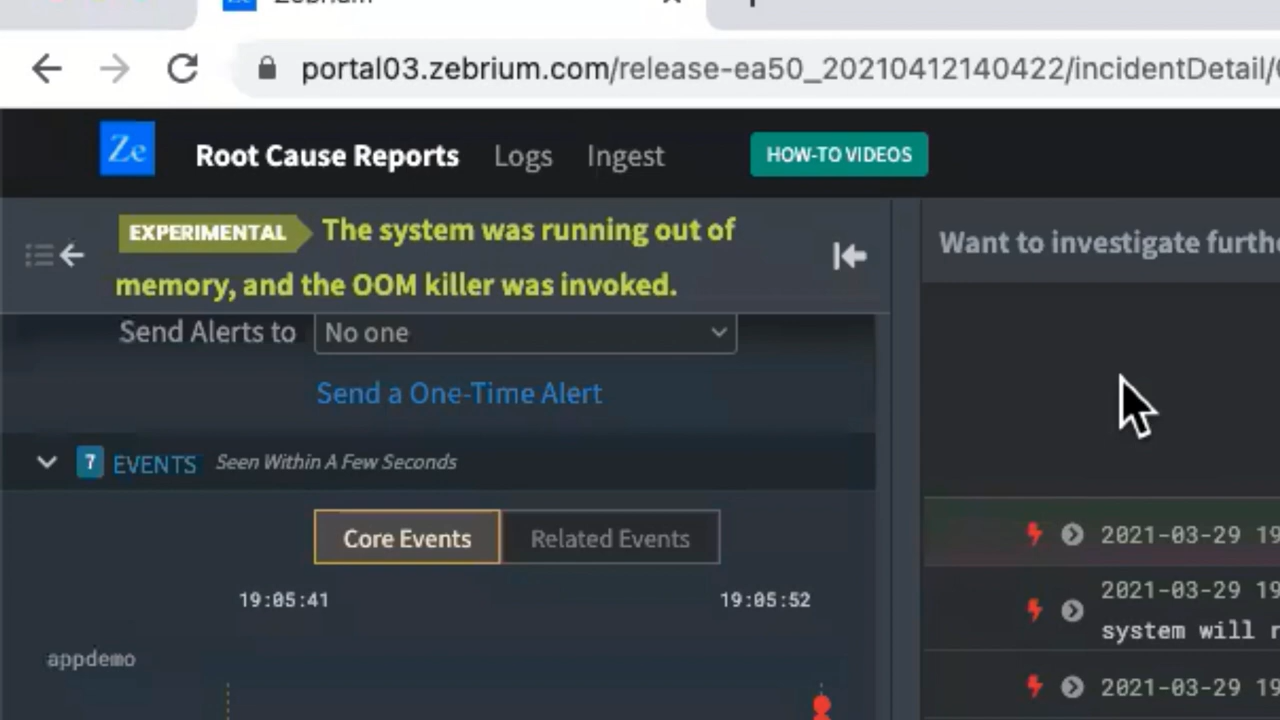 Zebrium
portal03.zebrium.com/release-ea50_20210412140422/incidentDetail/
Ze Root Cause Reports Logs Ingest HOW-TO VIDEOS
EXPERIMENTAL The system was running out of
memory, and the OOM killer was invoked.
Want to investigate furthe
Send Alerts to No one
Send a One-Time Alert
7 EVENTS Seen Within A Few Seconds
Core Events Related Events
19:05:41 19:05:52
appdemo
2021-03-29 19
2021-03-29 19
system will r
2021-03-29 19